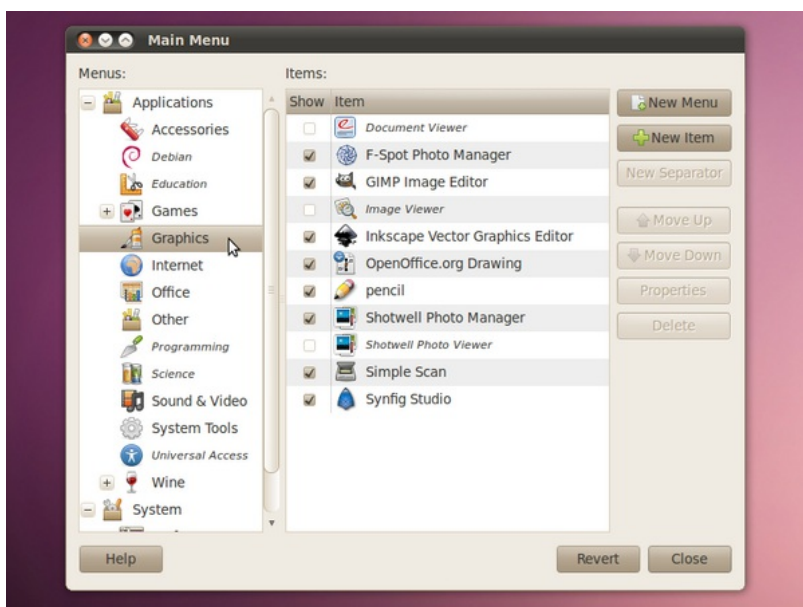 Main Menu
Menus:
Items:
Applications
Accessories
Debian
Education
Games
Graphics
Internet
Office
Other
Programming
Science
Sound & Video
System Tools
Universal Access
Wine
System
Show Item
Document Viewer
F-Spot Photo Manager
GIMP Image Editor
Image Viewer
Inkscape Vector Graphics Editor
OpenOffice.org Drawing
pencil
Shotwell Photo Manager
Shotwell Photo Viewer
Simple Scan
Synfig Studio
New Menu
New Item
New Separator
Move Up
Move Down
Properties
Delete
Help
Revert
Close